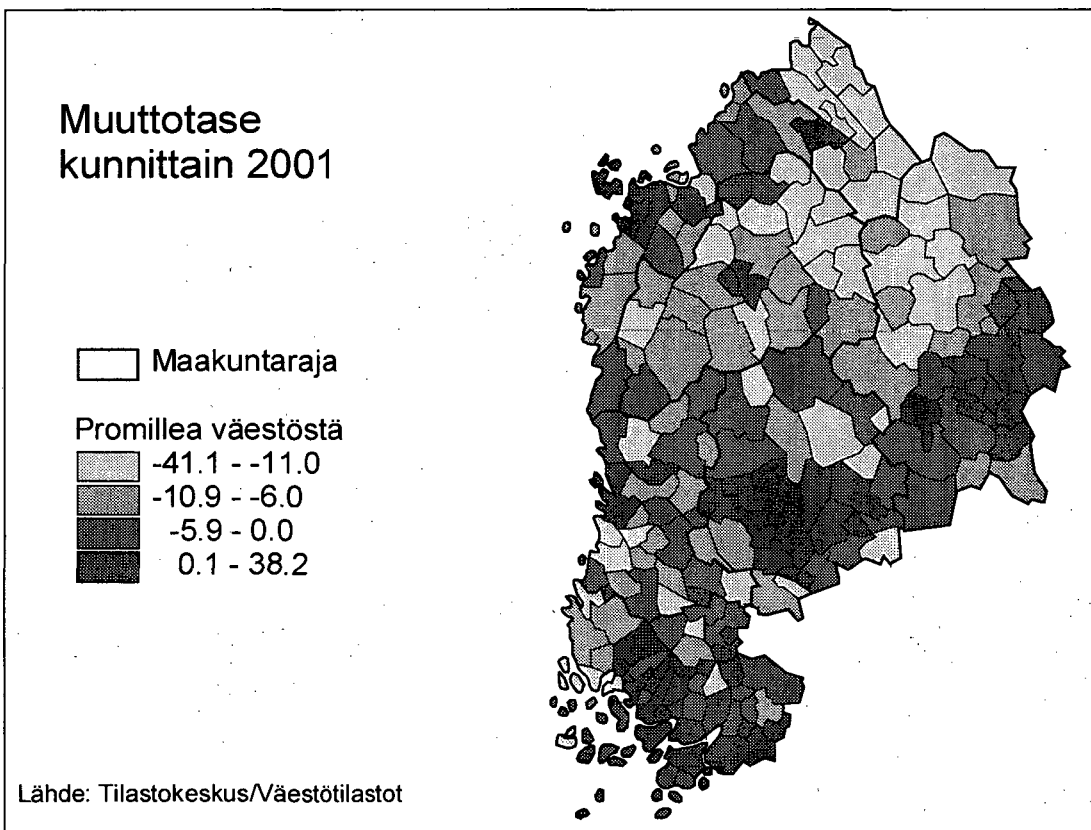 Muuttotase
kunnittain 2001
Maakuntaraja
Promillea väestöstä
-41.1 - -11.0
-10.9 - -6.0
-5.9 - 0.0
0.1 - 38.2
Lähde: Tilastokeskus/Väestötilastot